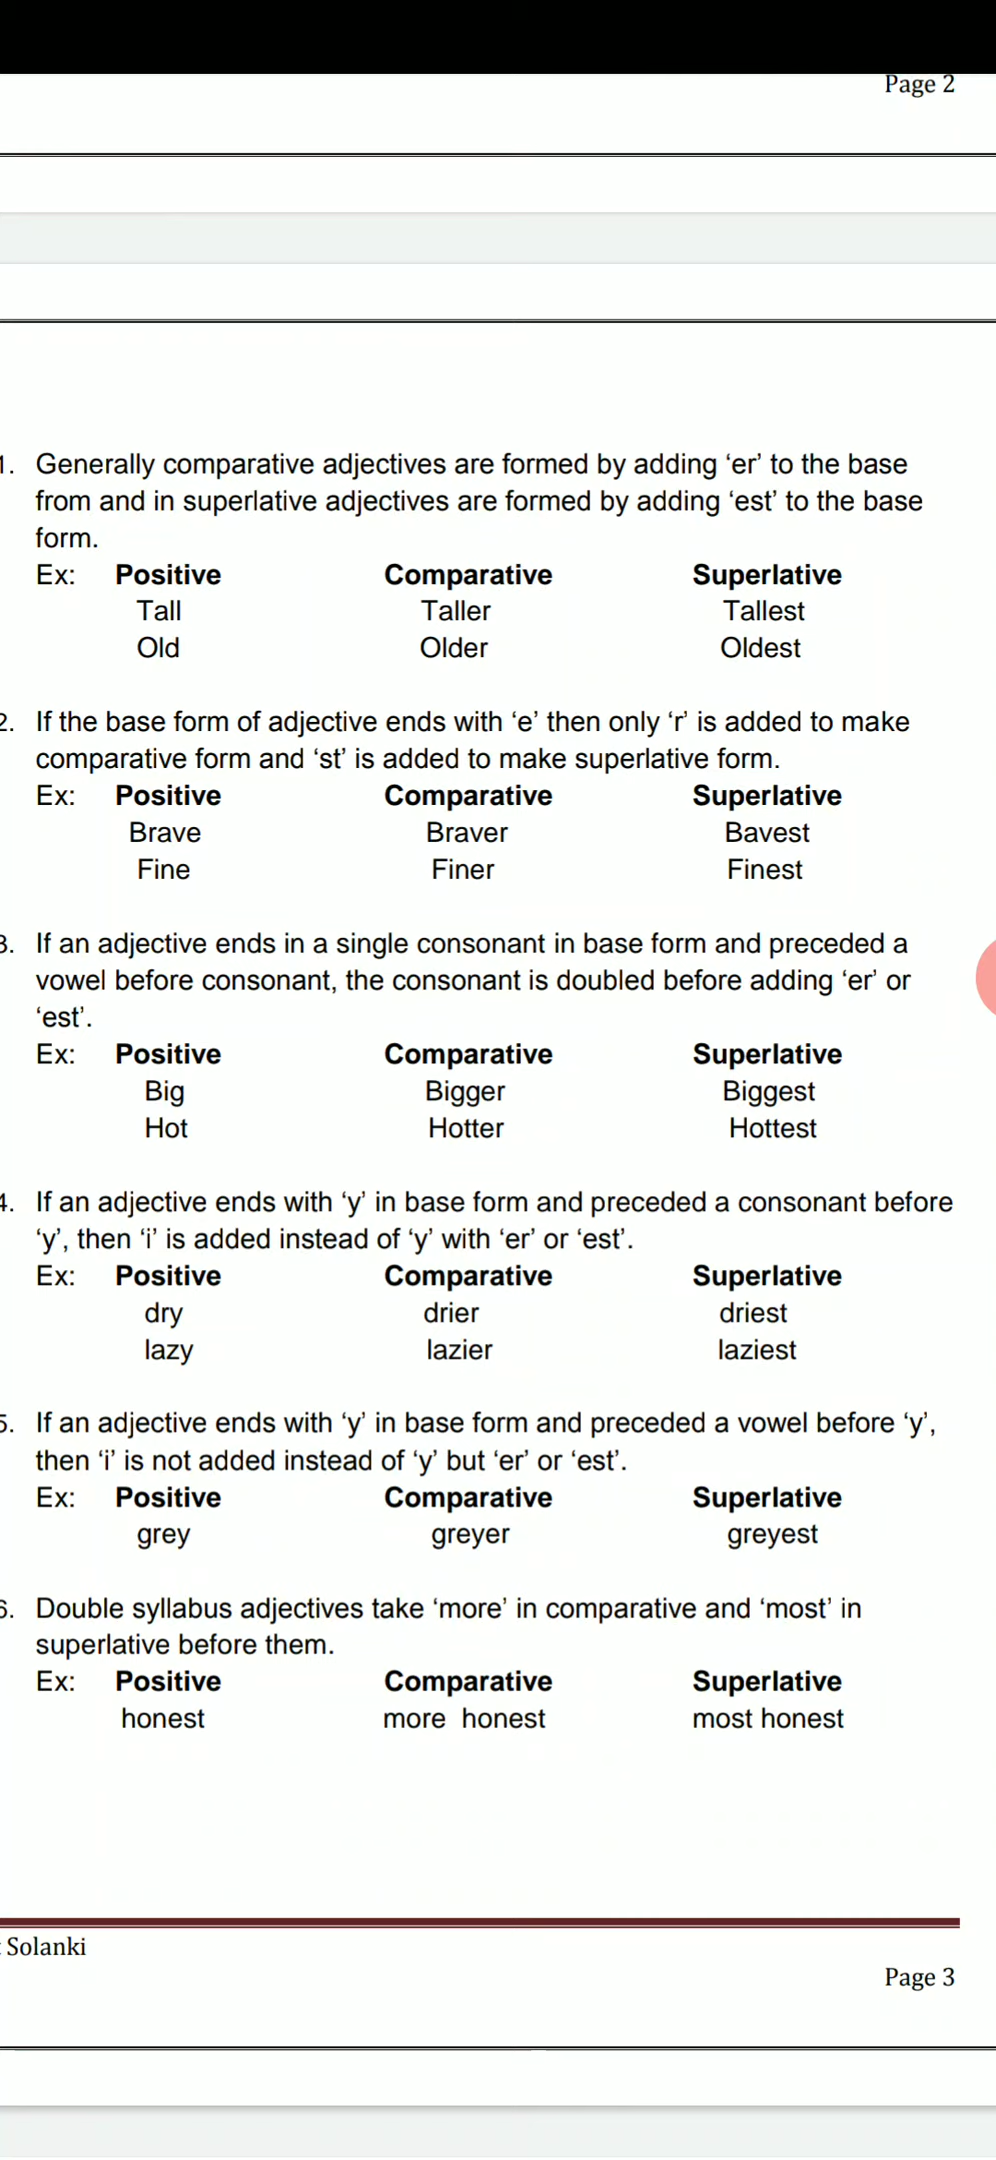 Page 2
1. Generally comparative adjectives are formed by adding ‘er’ to the base
from and in superlative adjectives are formed by adding ‘est’ to the base
form.
Ex: Positive Comparative Superlative
Tall Taller Tallest
Old Older Oldest
2. If the base form of adjective ends with ‘e’ then only ‘r’ is added to make
comparative form and ‘st’ is added to make superlative form.
Ex: Positive Comparative Superlative
Brave Braver Bavest
Fine Finer Finest
3. If an adjective ends in a single consonant in base form and preceded a
vowel before consonant, the consonant is doubled before adding ‘er’ or
‘est’.
Ex: Positive Comparative Superlative
Big Bigger Biggest
Hot Hotter Hottest
4. If an adjective ends with ‘y’ in base form and preceded a consonant before
‘y’, then ‘i’ is added instead of ‘y’ with ‘er’ or ‘est’.
Ex: Positive Comparative Superlative
dry drier driest
lazy lazier laziest
5. If an adjective ends with ‘y’ in base form and preceded a vowel before ‘y’,
then ‘i’ is not added instead of ‘y’ but ‘er’ or ‘est’.
Ex: Positive Comparative Superlative
grey greyer greyest
6. Double syllabus adjectives take ‘more’ in comparative and ‘most’ in
superlative before them.
Ex: Positive Comparative Superlative
honest more honest most honest
Solanki
Page 3